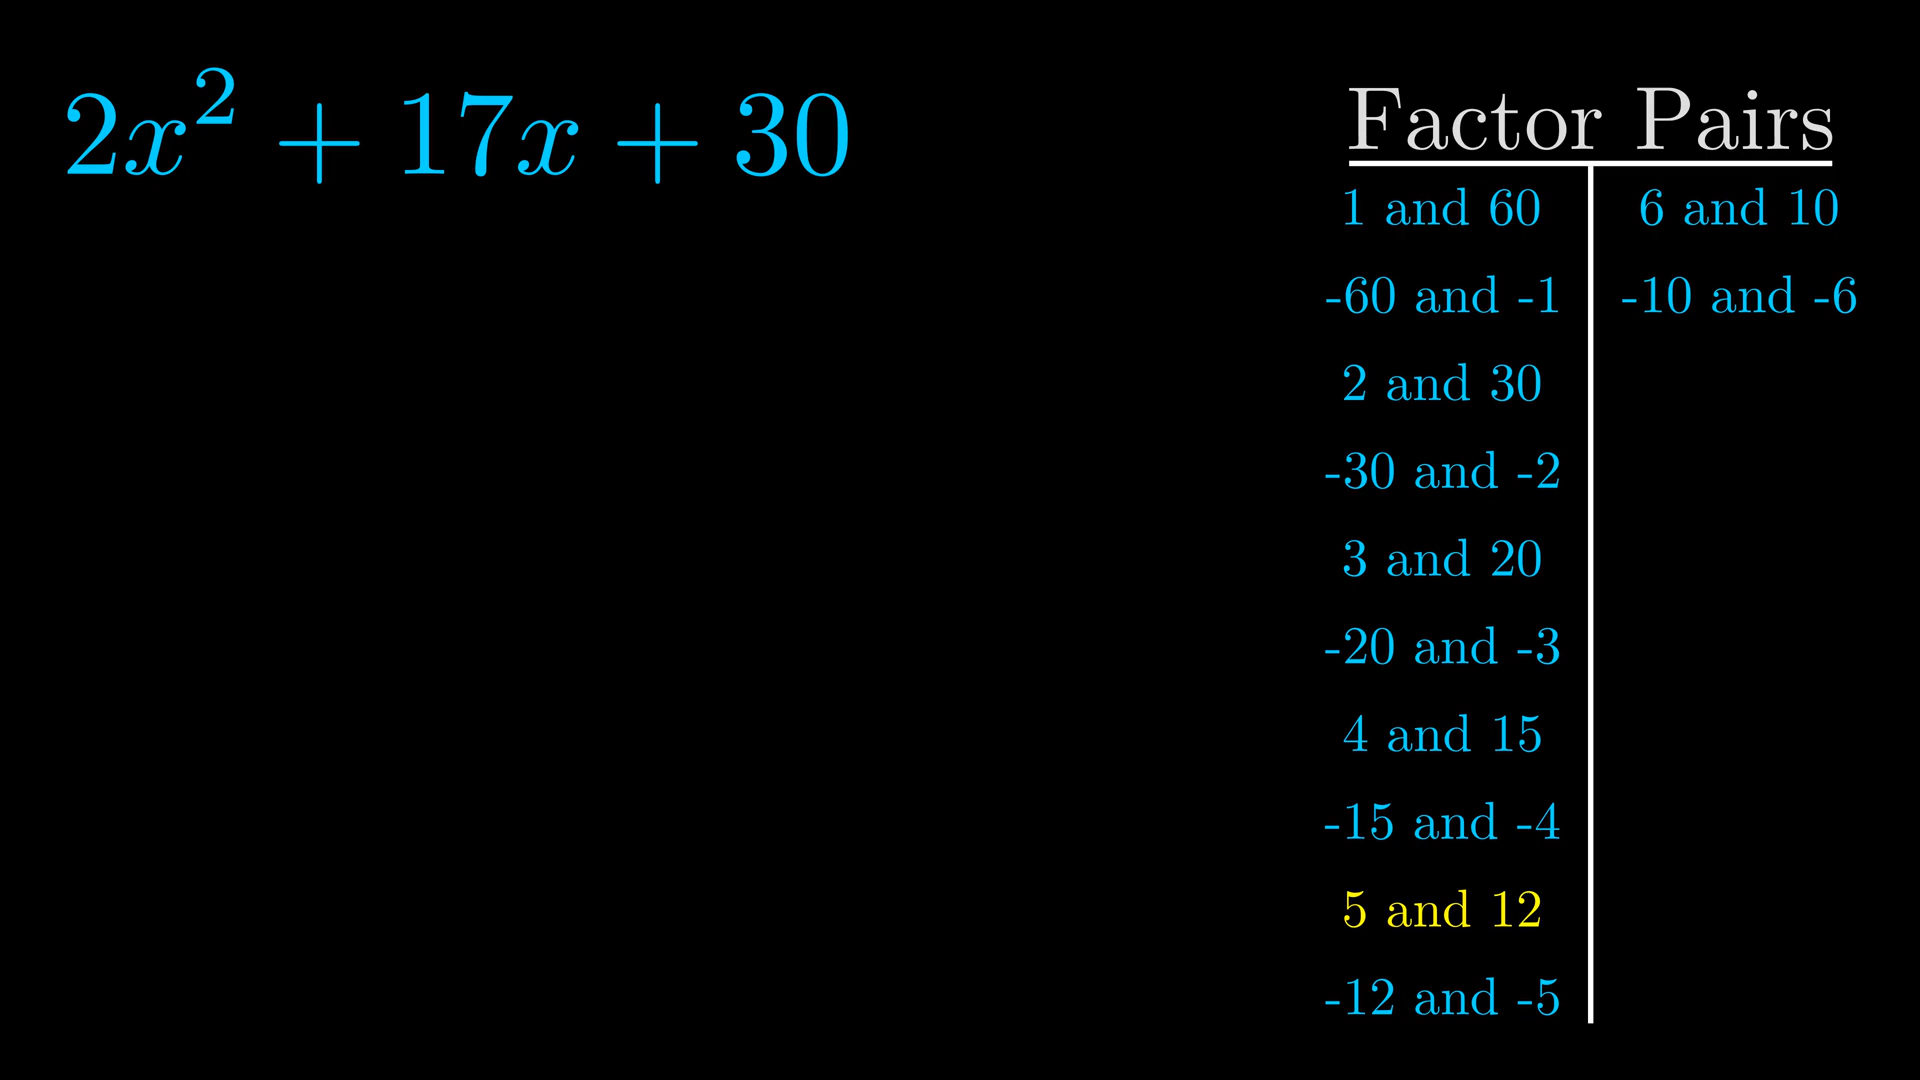 2x² + 17x + 30
Factor Pairs
1 and 60
-60 and -1
2 and 30
-30 and -2
3 and 20
-20 and -3
4 and 15
-15 and -4
5 and 12
-12 and -5
6 and 10
-10 and -6